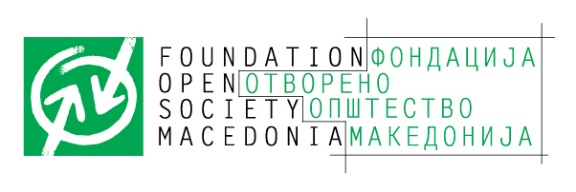 FOUNDATION ФОНДАЦИЈА
OPEN ОТВОРЕНО
SOCIETY ОПШТЕСТВО
MACEDONIA МАКЕДОНИЈА